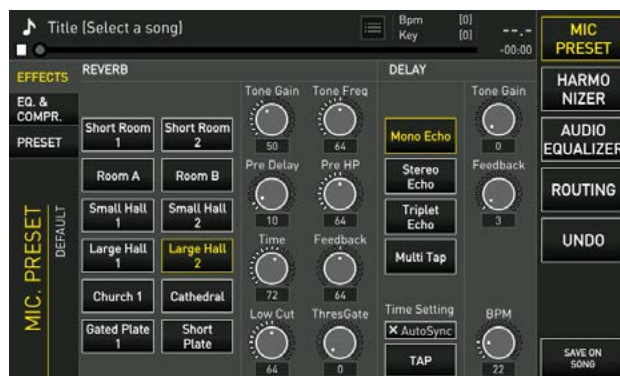 Title (Select a song)
Bpm [0]
Key [0]
--.-
-00:00
MIC
PRESET
EFFECTS
EQ. &
COMPR.
PRESET
MIC. PRESET
DEFAULT
REVERB
Short Room
1
Short Room
2
Room A
Room B
Small Hall
1
Small Hall
2
Large Hall
1
Large Hall
2
Church 1
Cathedral
Gated Plate
1
Short
Plate
Tone Gain
50
Tone Freq
64
Pre Delay
10
Pre HP
64
Time
72
Feedback
64
Low Cut
64
ThresGate
0
DELAY
Mono Echo
Stereo
Echo
Triplet
Echo
Multi Tap
Time Setting
X AutoSync
TAP
Tone Gain
0
Feedback
3
BPM
22
HARMO
NIZER
AUDIO
EQUALIZER
ROUTING
UNDO
SAVE ON
SONG